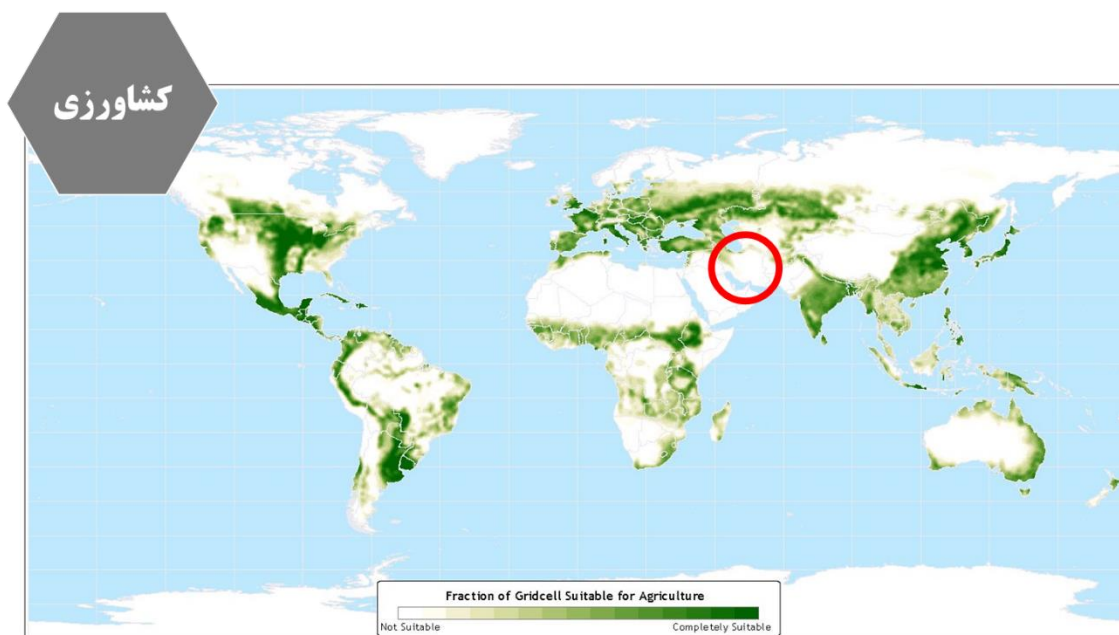 کشاورزی
Fraction of Gridcell Suitable for Agriculture
Not Suitable
Completely Suitable